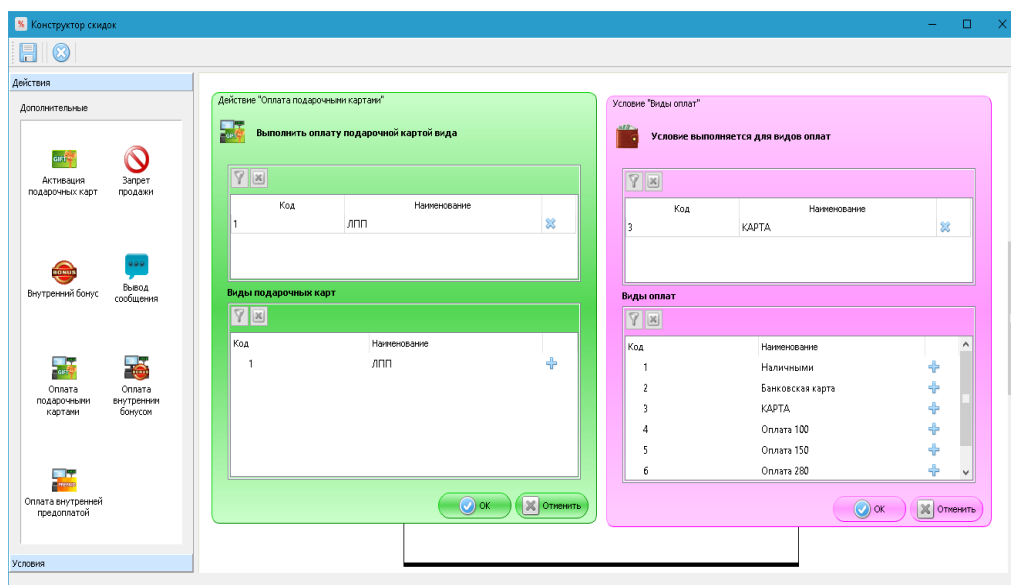 Конструктор скидок
Действия
Дополнительные
GIFT
Активация
подарочных карт
Запрет
продажи
BONUS
Внутренний бонус
Вывод
сообщения
Оплата
подарочными
картами
Оплата
внутренним
бонусом
Оплата внутренней
предоплатой
Условия
Действие "Оплата подарочными картами"
Выполнить оплату подарочной картой вида
Код Наименование
1 ЛПП
Виды подарочных карт
Код Наименование
1 ЛПП
OK Отменить
Условие "Виды оплат"
Условие выполняется для видов оплат
Код Наименование
3 КАРТА
Виды оплат
Код Наименование
1 Наличными
2 Банковская карта
3 КАРТА
4 Оплата 100
5 Оплата 150
6 Оплата 280
OK Отменить